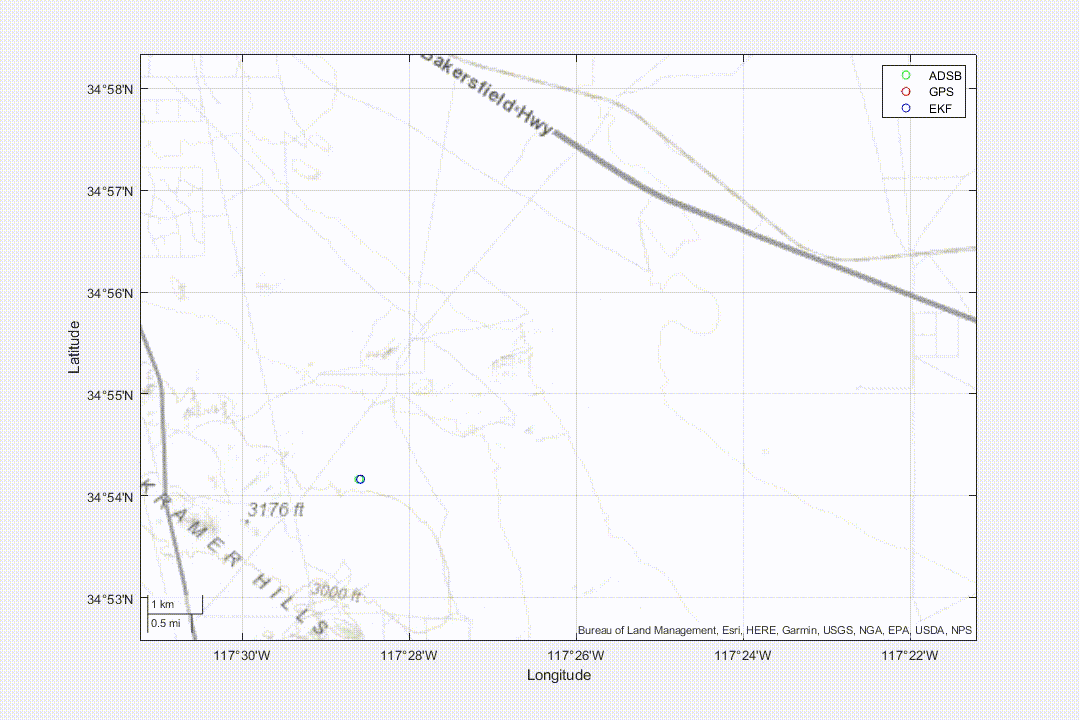 Bakersfield Hwy
ADSB
GPS
EKF
34°58'N
34°57'N
34°56'N
34°55'N
34°54'N
34°53'N
Latitude
KRAMER HILLS
3176 ft
3000 ft
1 km
0.5 mi
Bureau of Land Management, Esri, HERE, Garmin, USGS, NGA, EPA, USDA, NPS
117°30'W
117°28'W
117°26'W
117°24'W
117°22'W
Longitude